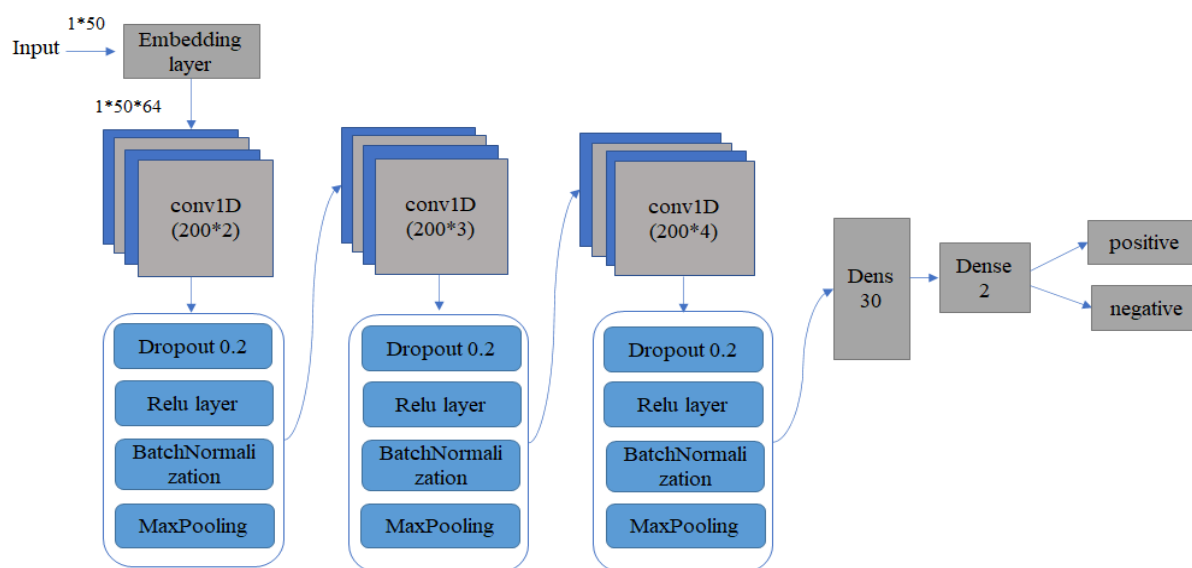 1*50
Input
Embedding
layer
1*50*64
conv1D
(200*2)
Dropout 0.2
Relu layer
BatchNormali
zation
MaxPooling
conv1D
(200*3)
Dropout 0.2
Relu layer
BatchNormali
zation
MaxPooling
conv1D
(200*4)
Dropout 0.2
Relu layer
BatchNormali
zation
MaxPooling
Dens
30
Dense
2
positive
negative